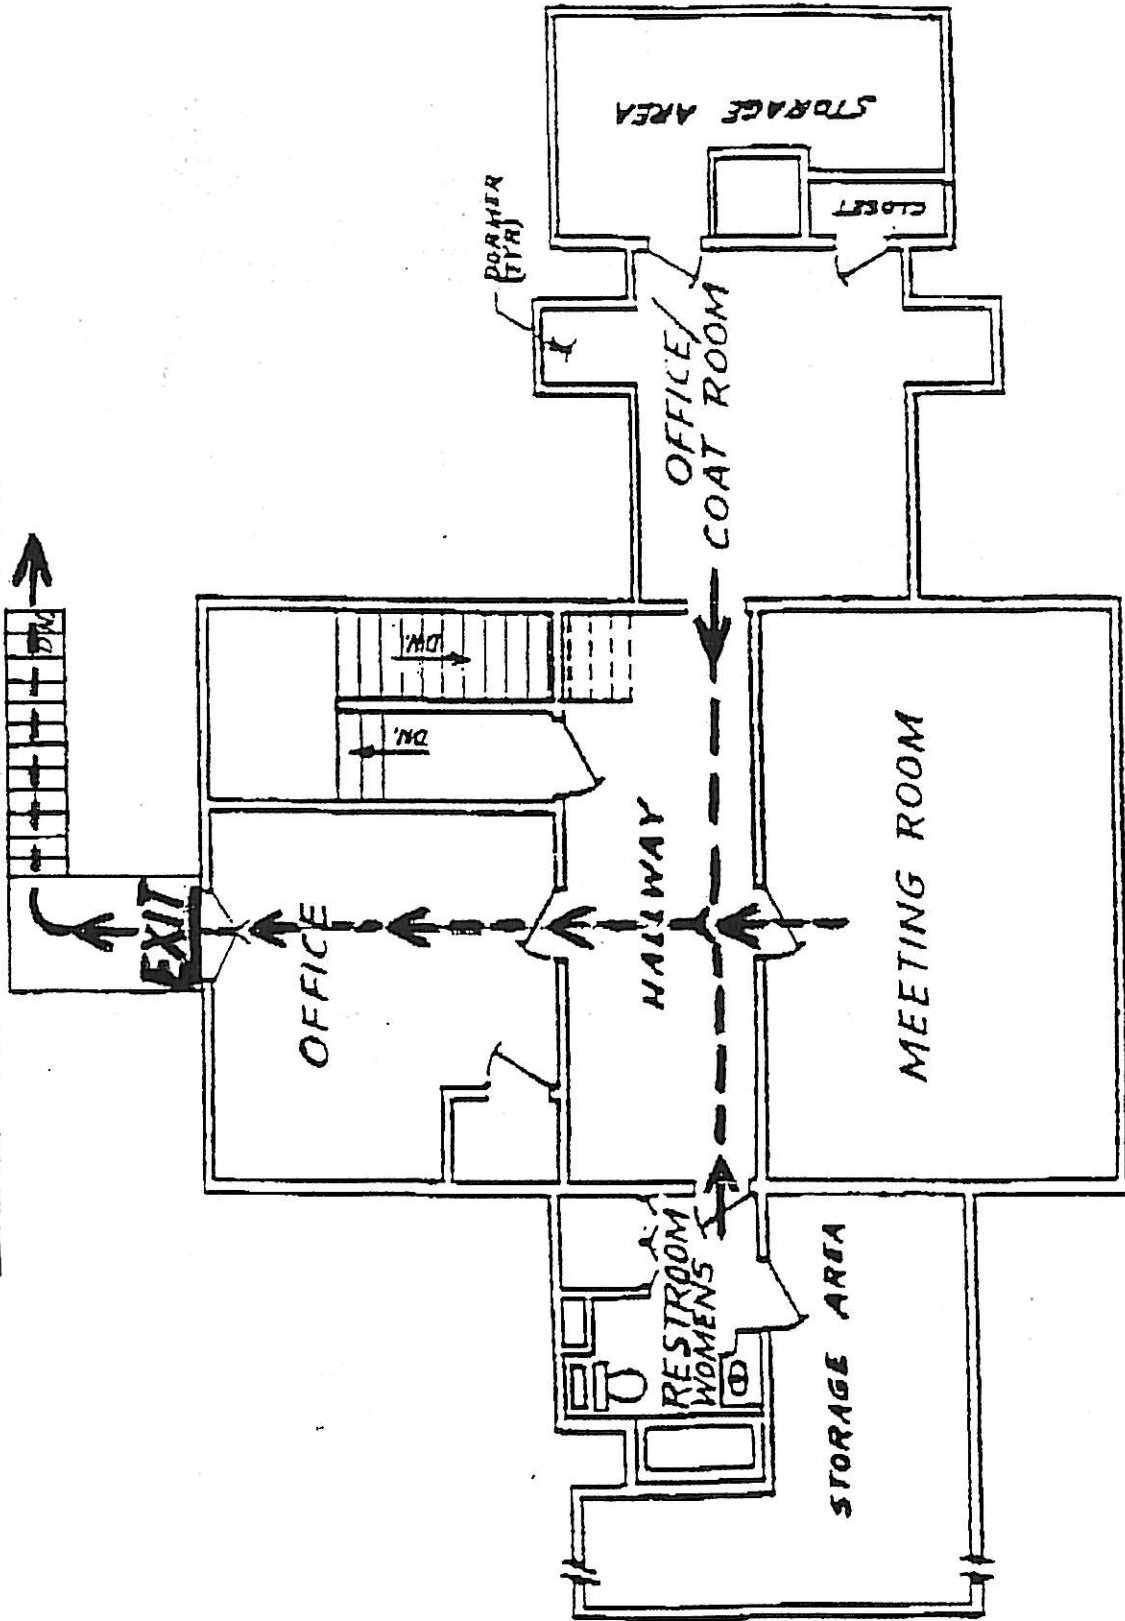 STORAGE AREA
CLOSET
DORMER
(TYP.)
OFFICE/
COAT ROOM
DN.
DN.
DN.
EXIT
OFFICE
HALLWAY
MEETING ROOM
RESTROOM
WOMENS
STORAGE AREA